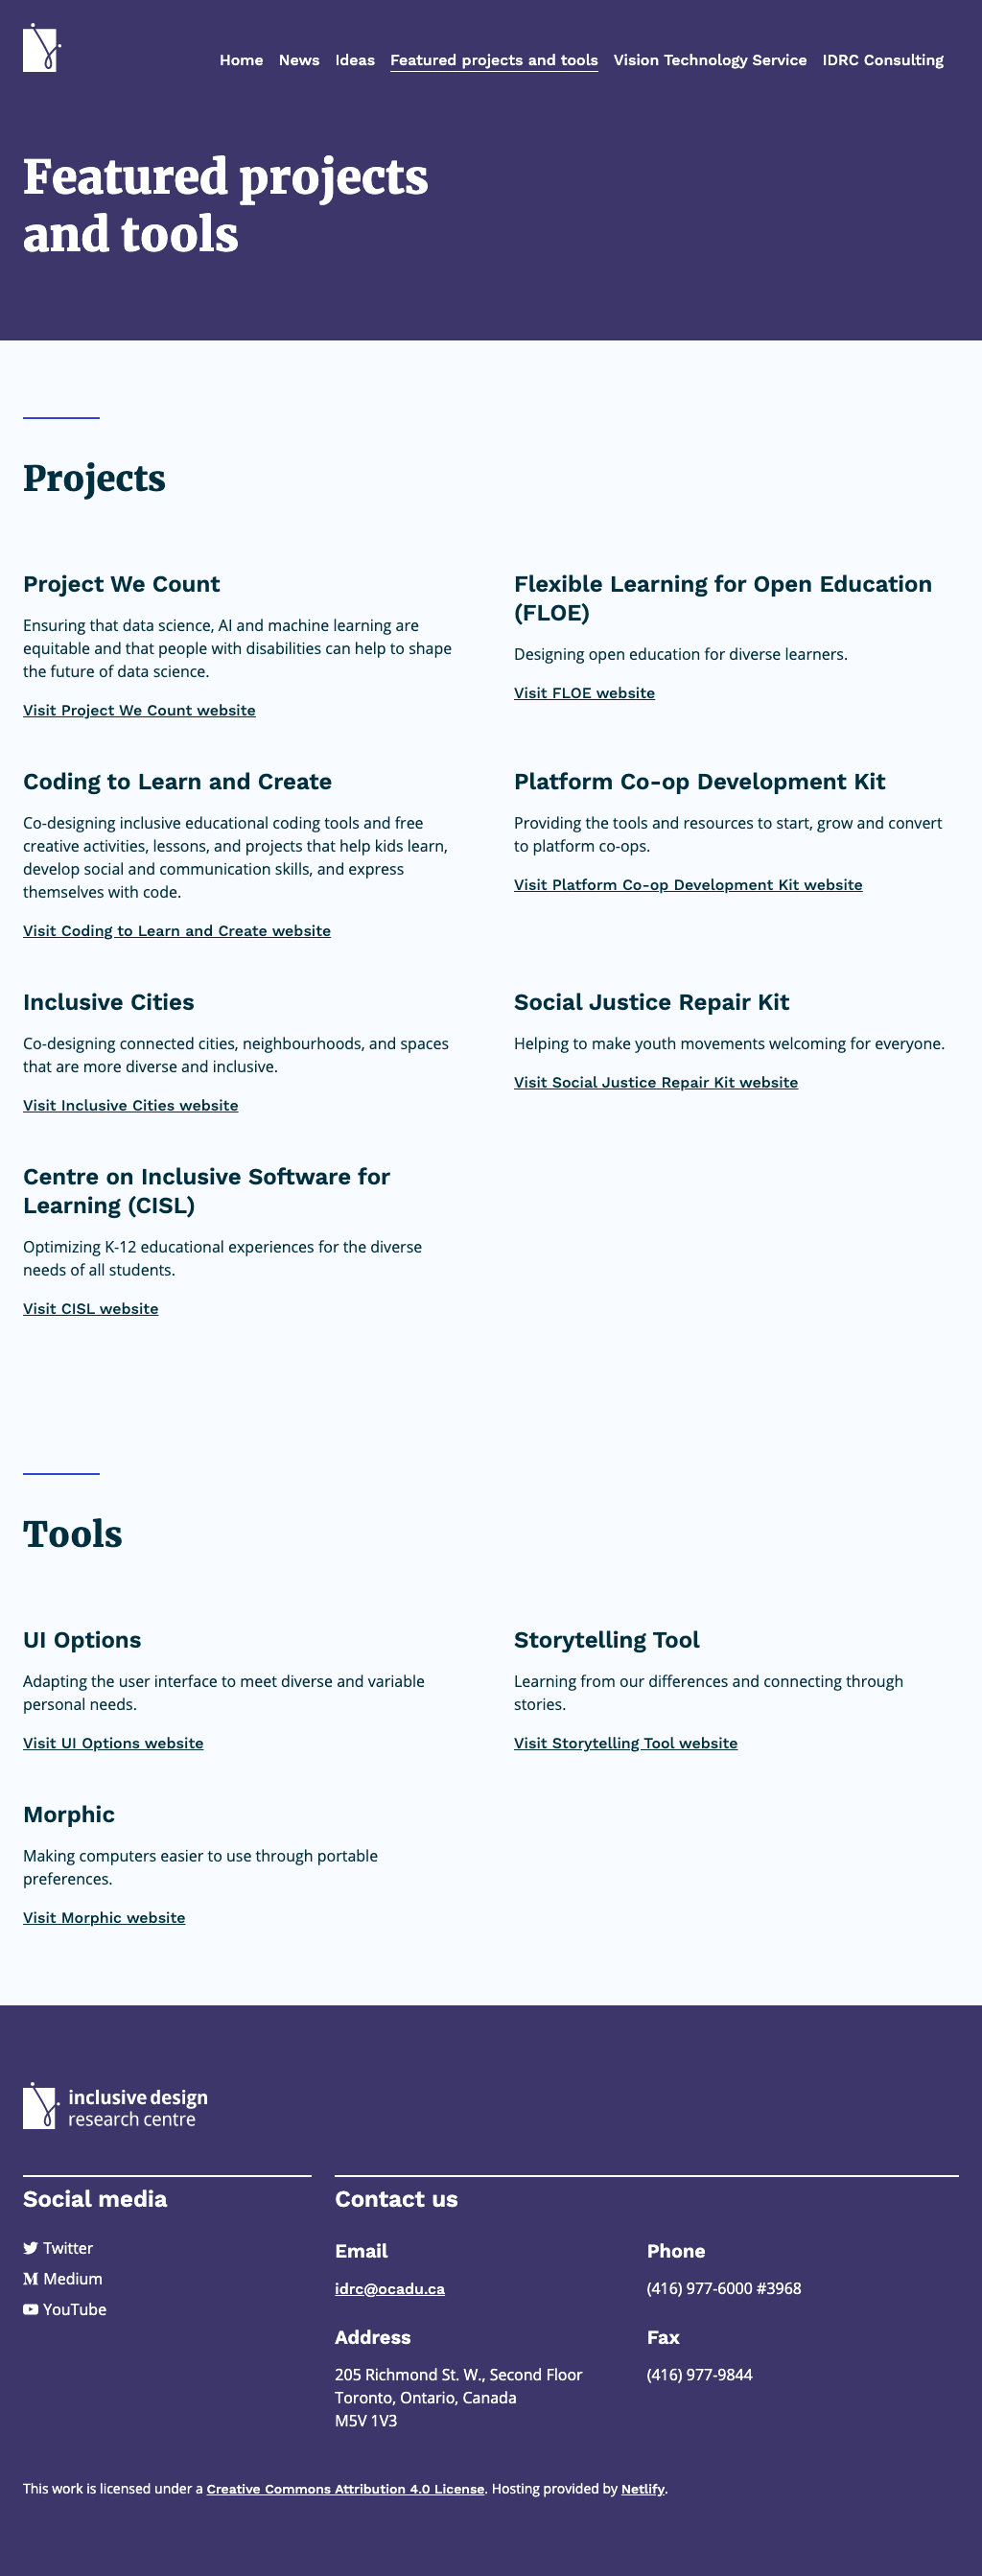 Home News Ideas Featured projects and tools Vision Technology Service IDRC Consulting
Featured projects
and tools
Projects
Project We Count
Ensuring that data science, AI and machine learning are
equitable and that people with disabilities can help to shape
the future of data science.
Visit Project We Count website
Flexible Learning for Open Education
(FLOE)
Designing open education for diverse learners.
Visit FLOE website
Coding to Learn and Create
Co-designing inclusive educational coding tools and free
creative activities, lessons, and projects that help kids learn,
develop social and communication skills, and express
themselves with code.
Visit Coding to Learn and Create website
Platform Co-op Development Kit
Providing the tools and resources to start, grow and convert
to platform co-ops.
Visit Platform Co-op Development Kit website
Inclusive Cities
Co-designing connected cities, neighbourhoods, and spaces
that are more diverse and inclusive.
Visit Inclusive Cities website
Social Justice Repair Kit
Helping to make youth movements welcoming for everyone.
Visit Social Justice Repair Kit website
Centre on Inclusive Software for
Learning (CISL)
Optimizing K-12 educational experiences for the diverse
needs of all students.
Visit CISL website
Tools
UI Options
Adapting the user interface to meet diverse and variable
personal needs.
Visit UI Options website
Storytelling Tool
Learning from our differences and connecting through
stories.
Visit Storytelling Tool website
Morphic
Making computers easier to use through portable
preferences.
Visit Morphic website
inclusive design
research centre
Social media
Twitter
Medium
YouTube
Contact us
Email
idrc@ocadu.ca
Phone
(416) 977-6000 #3968
Address
205 Richmond St. W., Second Floor
Toronto, Ontario, Canada
M5V 1V3
Fax
(416) 977-9844
This work is licensed under a Creative Commons Attribution 4.0 License. Hosting provided by Netlify.